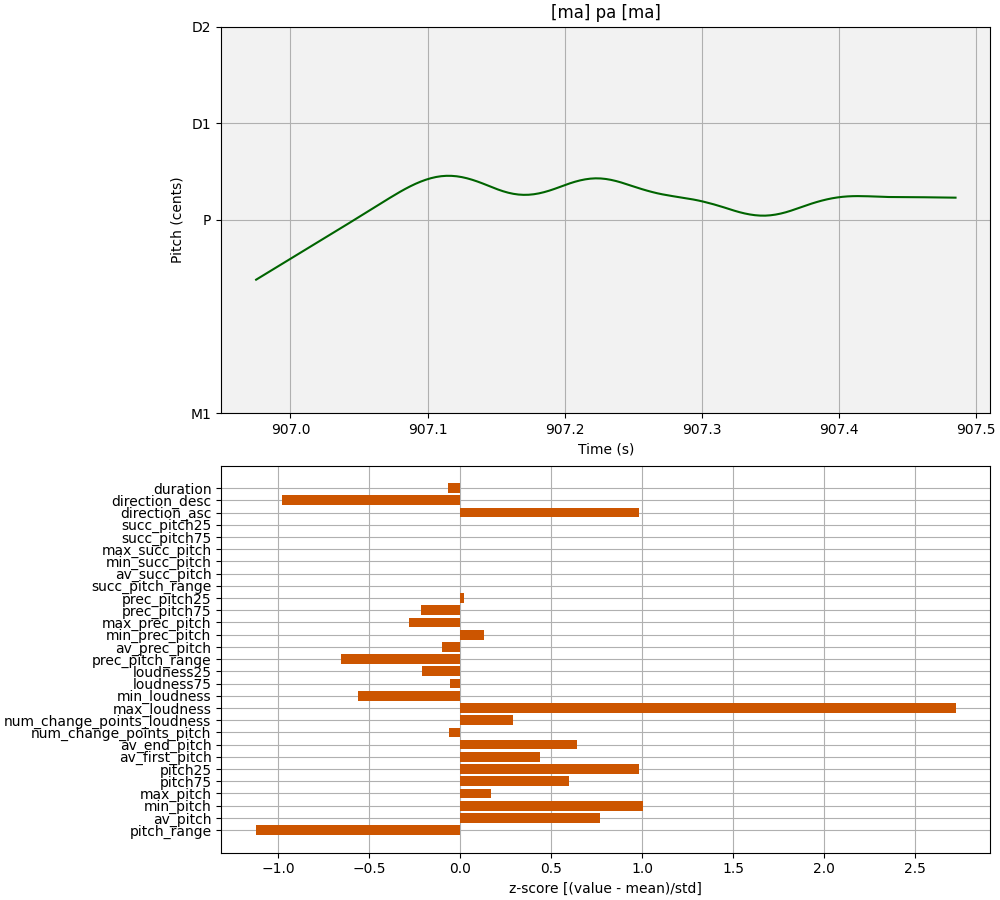 [ma] pa [ma]
D2
D1
P
M1
Pitch (cents)
907.0 907.1 907.2 907.3 907.4 907.5
Time (s)
duration
direction_desc
direction_asc
succ_pitch25
succ_pitch75
max_succ_pitch
min_succ_pitch
av_succ_pitch
succ_pitch_range
prec_pitch25
prec_pitch75
max_prec_pitch
min_prec_pitch
av_prec_pitch
prec_pitch_range
loudness25
loudness75
min_loudness
max_loudness
num_change_points_loudness
num_change_points_pitch
av_end_pitch
av_first_pitch
pitch25
pitch75
max_pitch
min_pitch
av_pitch
pitch_range
−1.0 −0.5 0.0 0.5 1.0 1.5 2.0 2.5
z-score [(value - mean)/std]